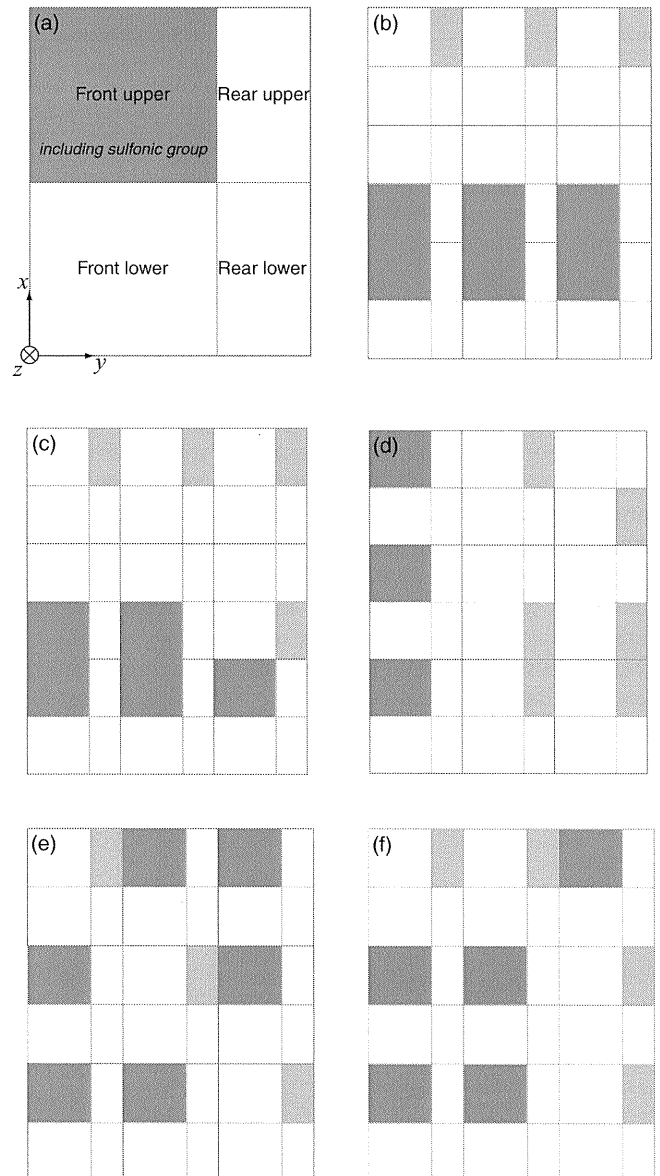 (a)
Front upper
Rear upper
including sulfonic group
Front lower
Rear lower
x
z
y
(b)
(c)
(d)
(e)
(f)